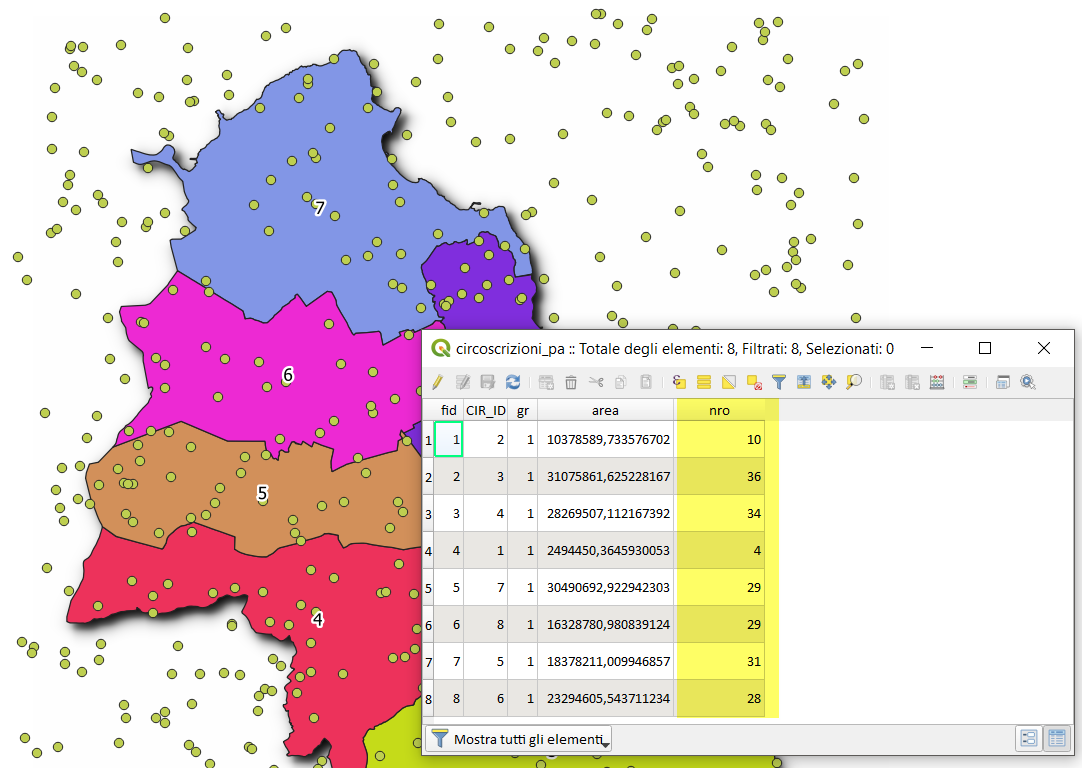 7
6
5
4
circoscrizioni_pa :: Totale degli elementi: 8, Filtrati: 8, Selezionati: 0
fid CIR_ID gr area nro
1 1 2 1 10378589,733576702 10
2 2 3 1 31075861,625228167 36
3 3 4 1 28269507,112167392 34
4 4 1 1 2494450,3645930053 4
5 5 7 1 30490692,922942303 29
6 6 8 1 16328780,980839124 29
7 7 5 1 18378211,009946857 31
8 8 6 1 23294605,543711234 28
Mostra tutti gli elementi